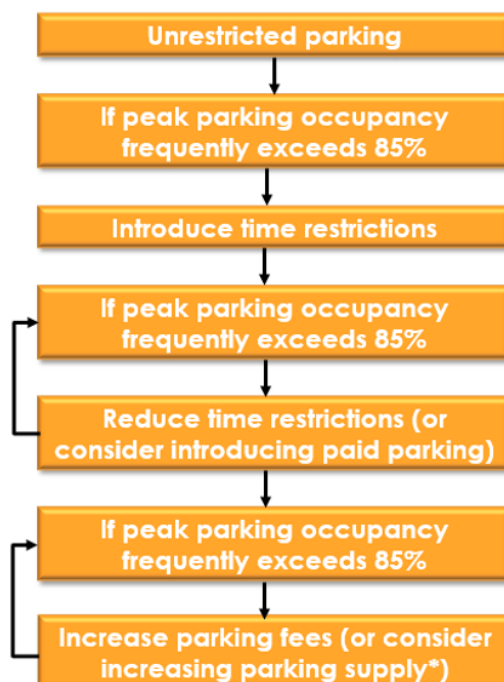 Unrestricted parking
If peak parking occupancy
frequently exceeds 85%
Introduce time restrictions
If peak parking occupancy
frequently exceeds 85%
Reduce time restrictions (or
consider introducing paid parking)
If peak parking occupancy
frequently exceeds 85%
Increase parking fees (or consider
increasing parking supply*)